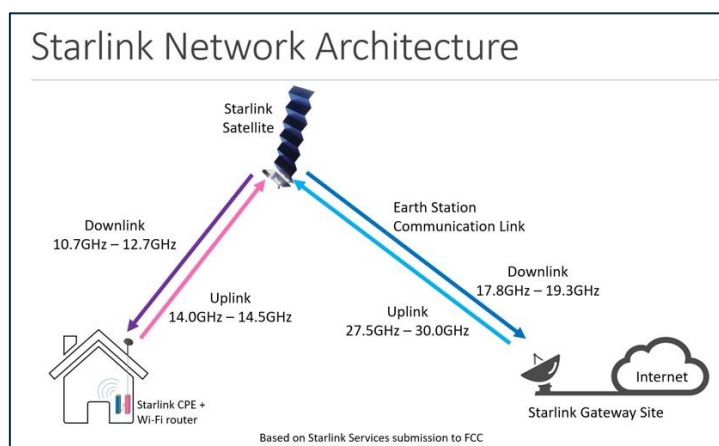 Starlink Network Architecture
Starlink
Satellite
Earth Station
Communication Link
Downlink
10.7GHz – 12.7GHz
Downlink
17.8GHz – 19.3GHz
Uplink
14.0GHz – 14.5GHz
Uplink
27.5GHz – 30.0GHz
Internet
Starlink CPE +
Wi-Fi router
Starlink Gateway Site
Based on Starlink Services submission to FCC